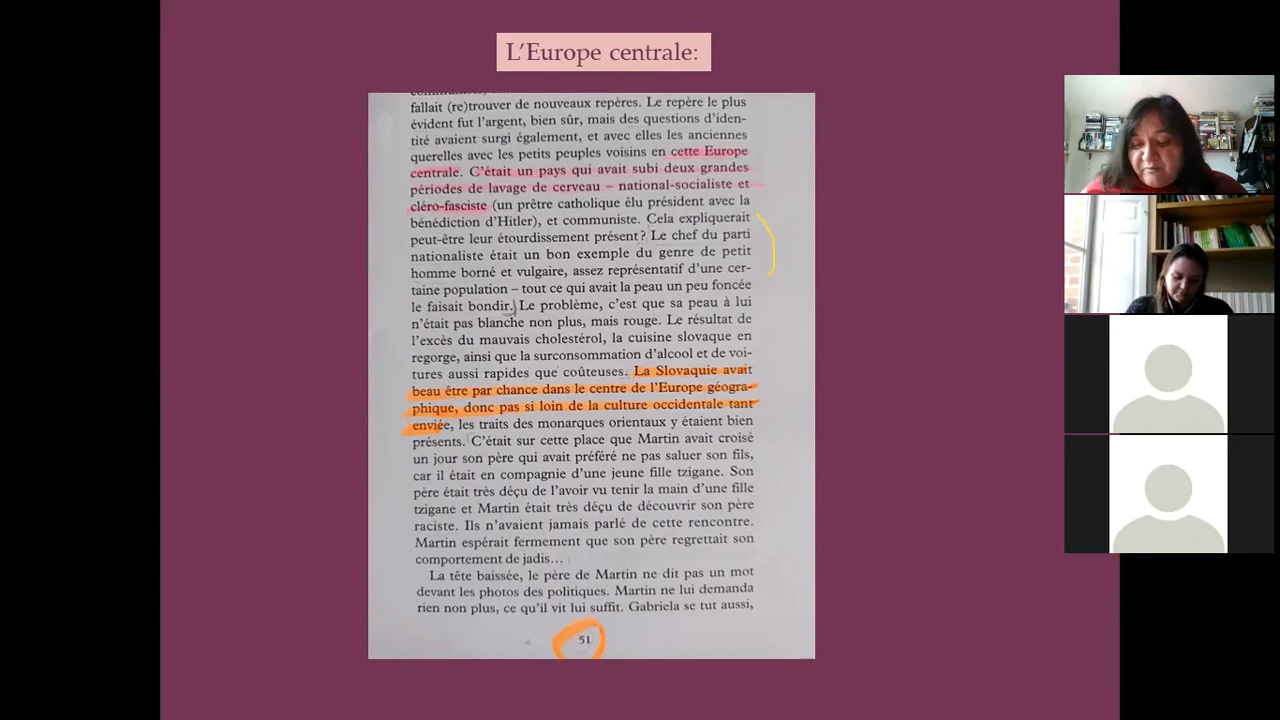 L'Europe centrale:
fallait (re)trouver de nouveaux repères. Le repère le plus
évident fut l'argent, bien sûr, mais des questions d'iden-
tité avaient surgi également, et avec elles les anciennes
querelles avec les petits peuples voisins en cette Europe
centrale. C'était un pays qui avait subi deux grandes
périodes de lavage de cerveau – national-socialiste et
cléro-fasciste (un prêtre catholique élu président avec la
bénédiction d'Hitler), et communiste. Cela expliquerait
peut-être leur étourdissement présent? Le chef du parti
nationaliste était un bon exemple du genre de petit
homme borné et vulgaire, assez représentatif d'une cer-
taine population – tout ce qui avait la peau un peu foncée
le faisait bondir. Le problème, c'est que sa peau à lui
n'était pas blanche non plus, mais rouge. Le résultat de
l'excès du mauvais cholestérol, la cuisine slovaque en
regorge, ainsi que la surconsommation d'alcool et de voi-
tures aussi rapides que coûteuses. La Slovaquie avait
beau être par chance dans le centre de l'Europe géogra-
phique, donc pas si loin de la culture occidentale tant
enviée, les traits des monarques orientaux y étaient bien
présents. C'était sur cette place que Martin avait croisé
un jour son père qui avait préféré ne pas saluer son fils,
car il était en compagnie d'une jeune fille tzigane. Son
père était très déçu de l'avoir vu tenir la main d'une fille
tzigane et Martin était très déçu de découvrir son père
raciste. Ils n'avaient jamais parlé de cette rencontre.
Martin espérait fermement que son père regrettait son
comportement de jadis…
La tête baissée, le père de Martin ne dit pas un mot
devant les photos des politiques. Martin ne lui demanda
rien non plus, ce qu'il vit lui suffit. Gabriela se tut aussi,
51